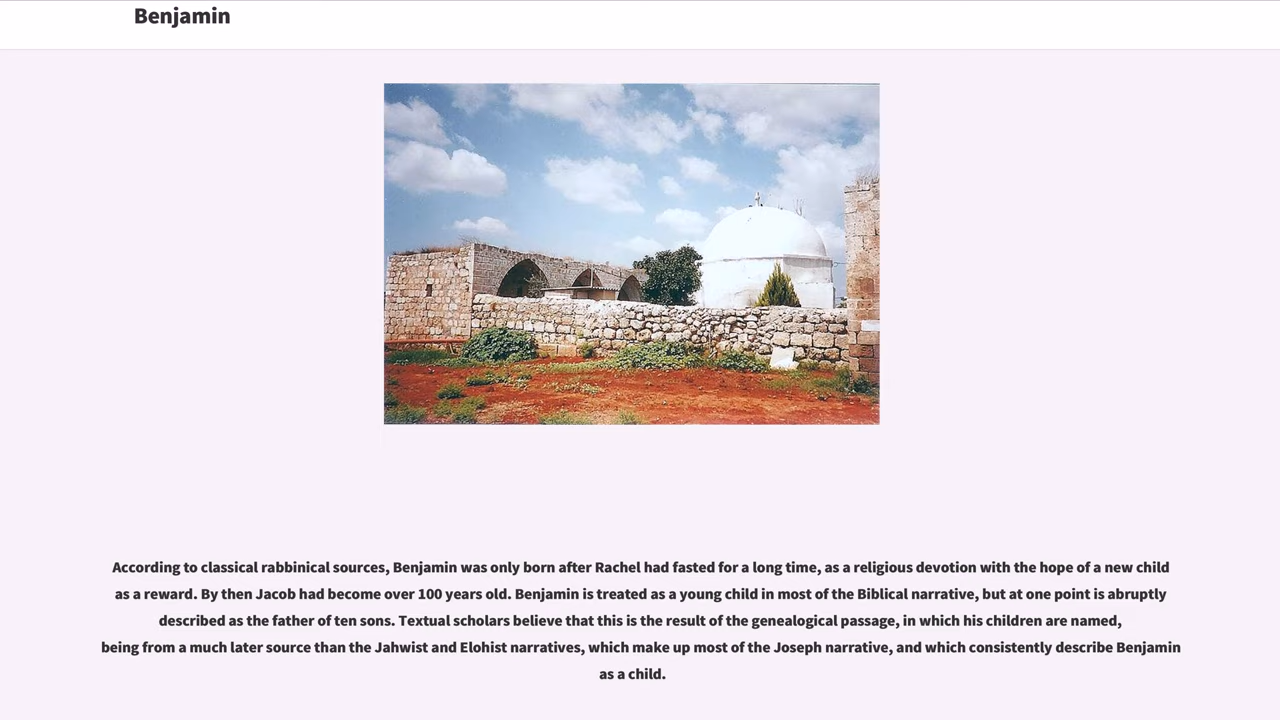 Benjamin
According to classical rabbinical sources, Benjamin was only born after Rachel had fasted for a long time, as a religious devotion with the hope of a new child
as a reward. By then Jacob had become over 100 years old. Benjamin is treated as a young child in most of the Biblical narrative, but at one point is abruptly
described as the father of ten sons. Textual scholars believe that this is the result of the genealogical passage, in which his children are named,
being from a much later source than the Jahwist and Elohist narratives, which make up most of the Joseph narrative, and which consistently describe Benjamin
as a child.